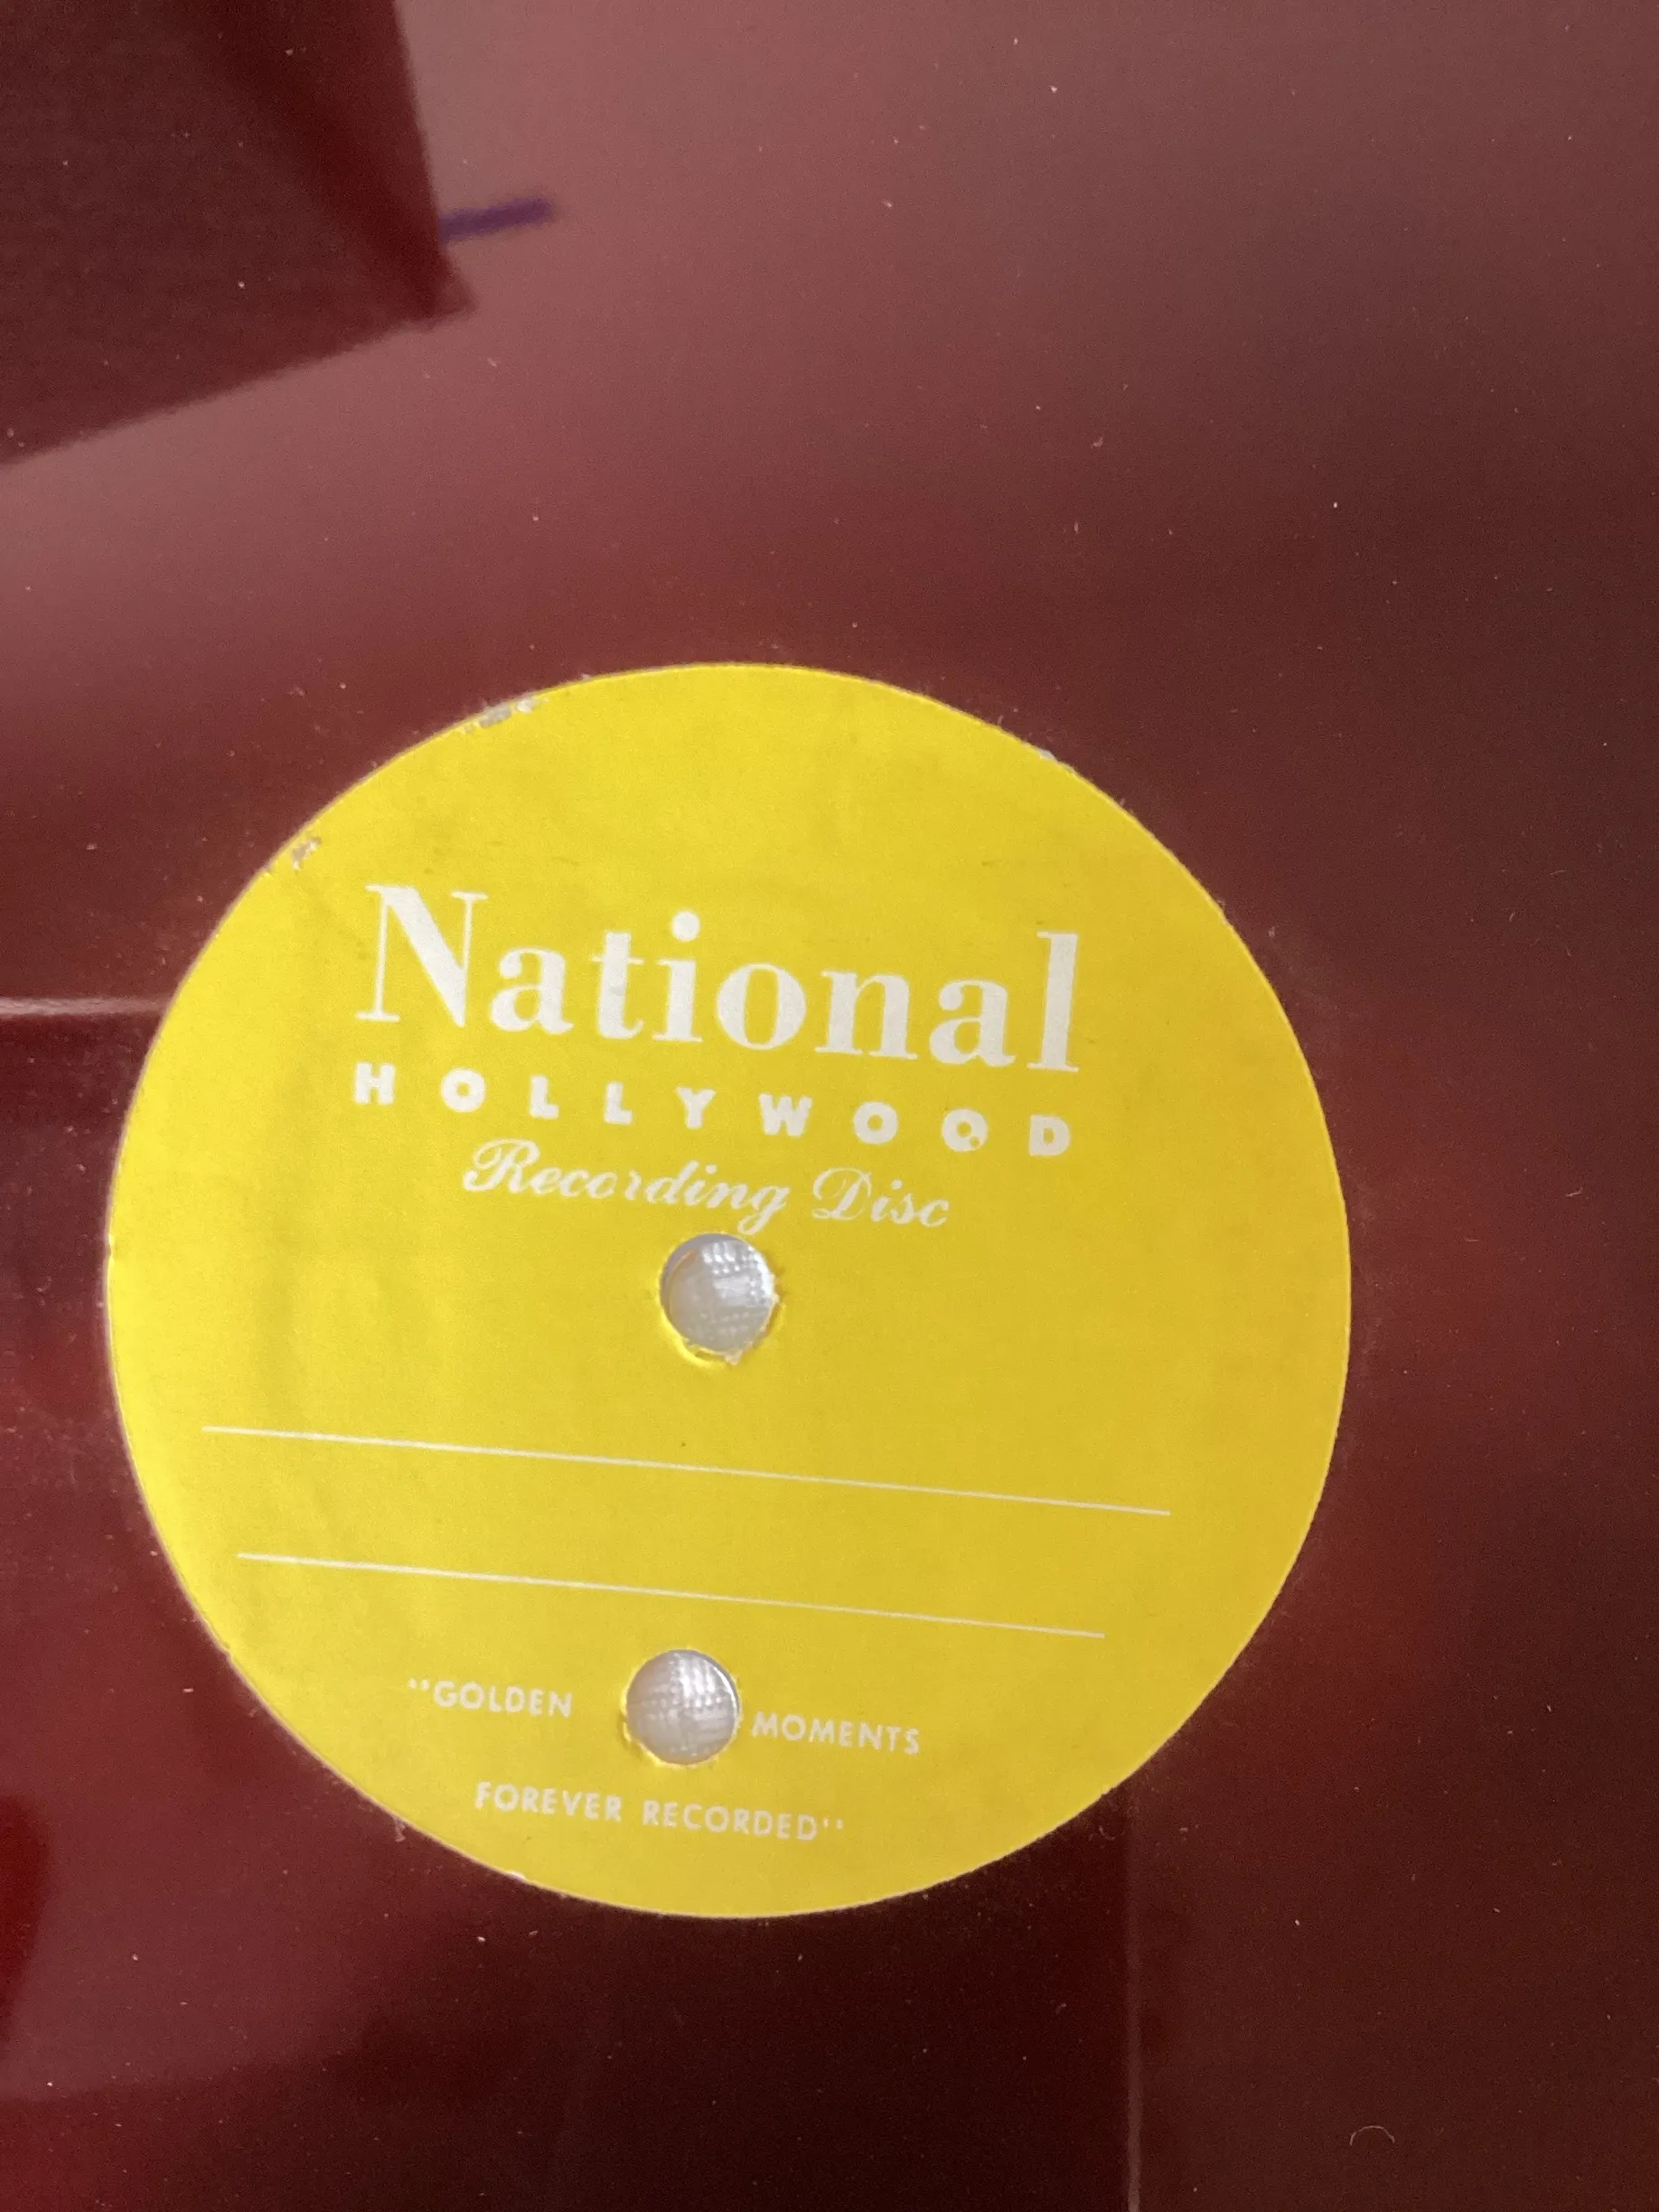 National
HOLLYWOOD
Recording Disc
"GOLDEN MOMENTS
FOREVER RECORDED"